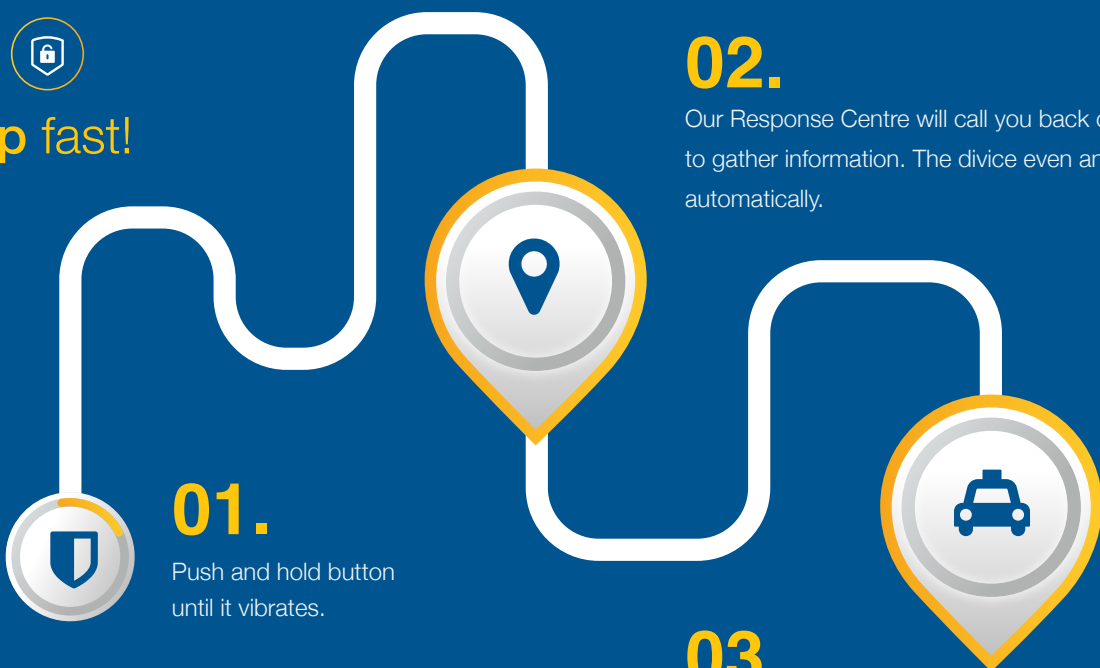 p fast!
02.
Our Response Centre will call you back
to gather information. The divice even
automatically.
01.
Push and hold button
until it vibrates.
03